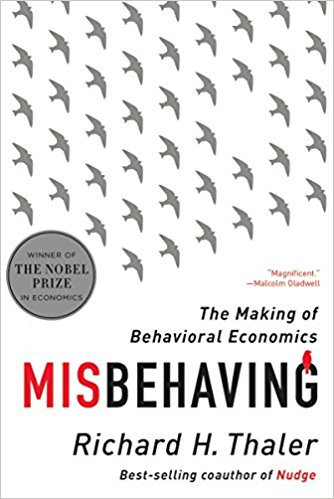 WINNER OF
THE NOBEL
PRIZE
IN ECONOMICS
"Magnificent."
—Malcolm Gladwell
The Making of
Behavioral Economics
MISBEHAVING
Richard H. Thaler
Best-selling coauthor of Nudge